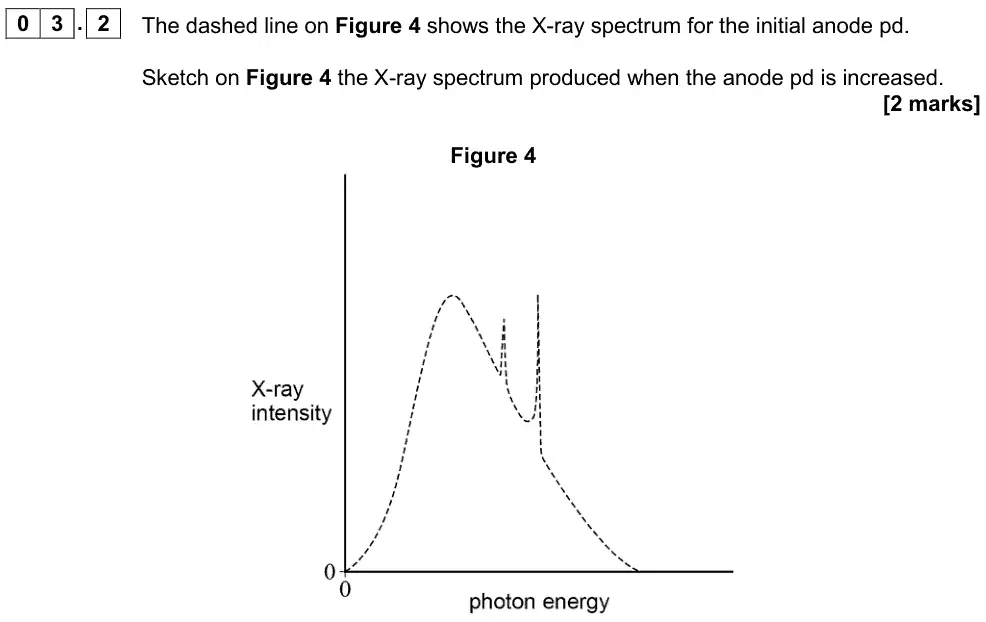 0 3 . 2 The dashed line on Figure 4 shows the X-ray spectrum for the initial anode pd.
Sketch on Figure 4 the X-ray spectrum produced when the anode pd is increased.
[2 marks]
Figure 4
X-ray
intensity
0
0
photon energy